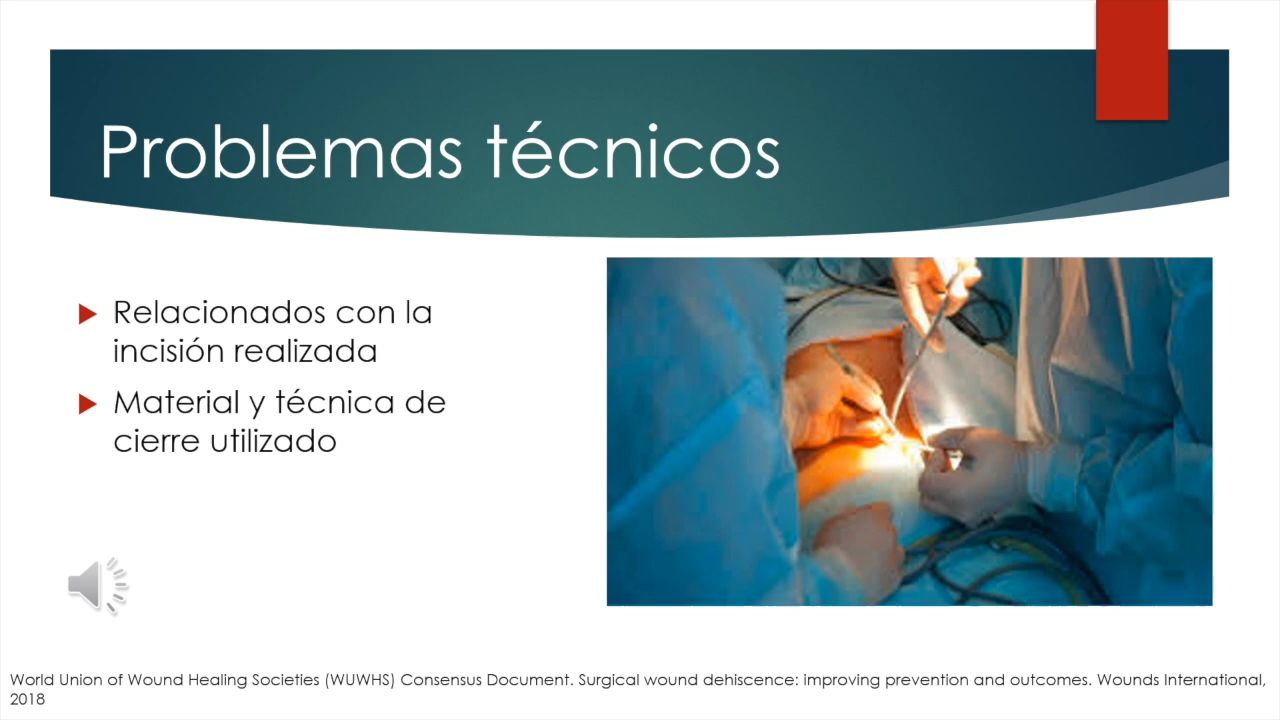 Problemas técnicos
Relacionados con la
incisión realizada
Material y técnica de
cierre utilizado
World Union of Wound Healing Societies (WUWHS) Consensus Document. Surgical wound dehiscence: improving prevention and outcomes. Wounds International,
2018